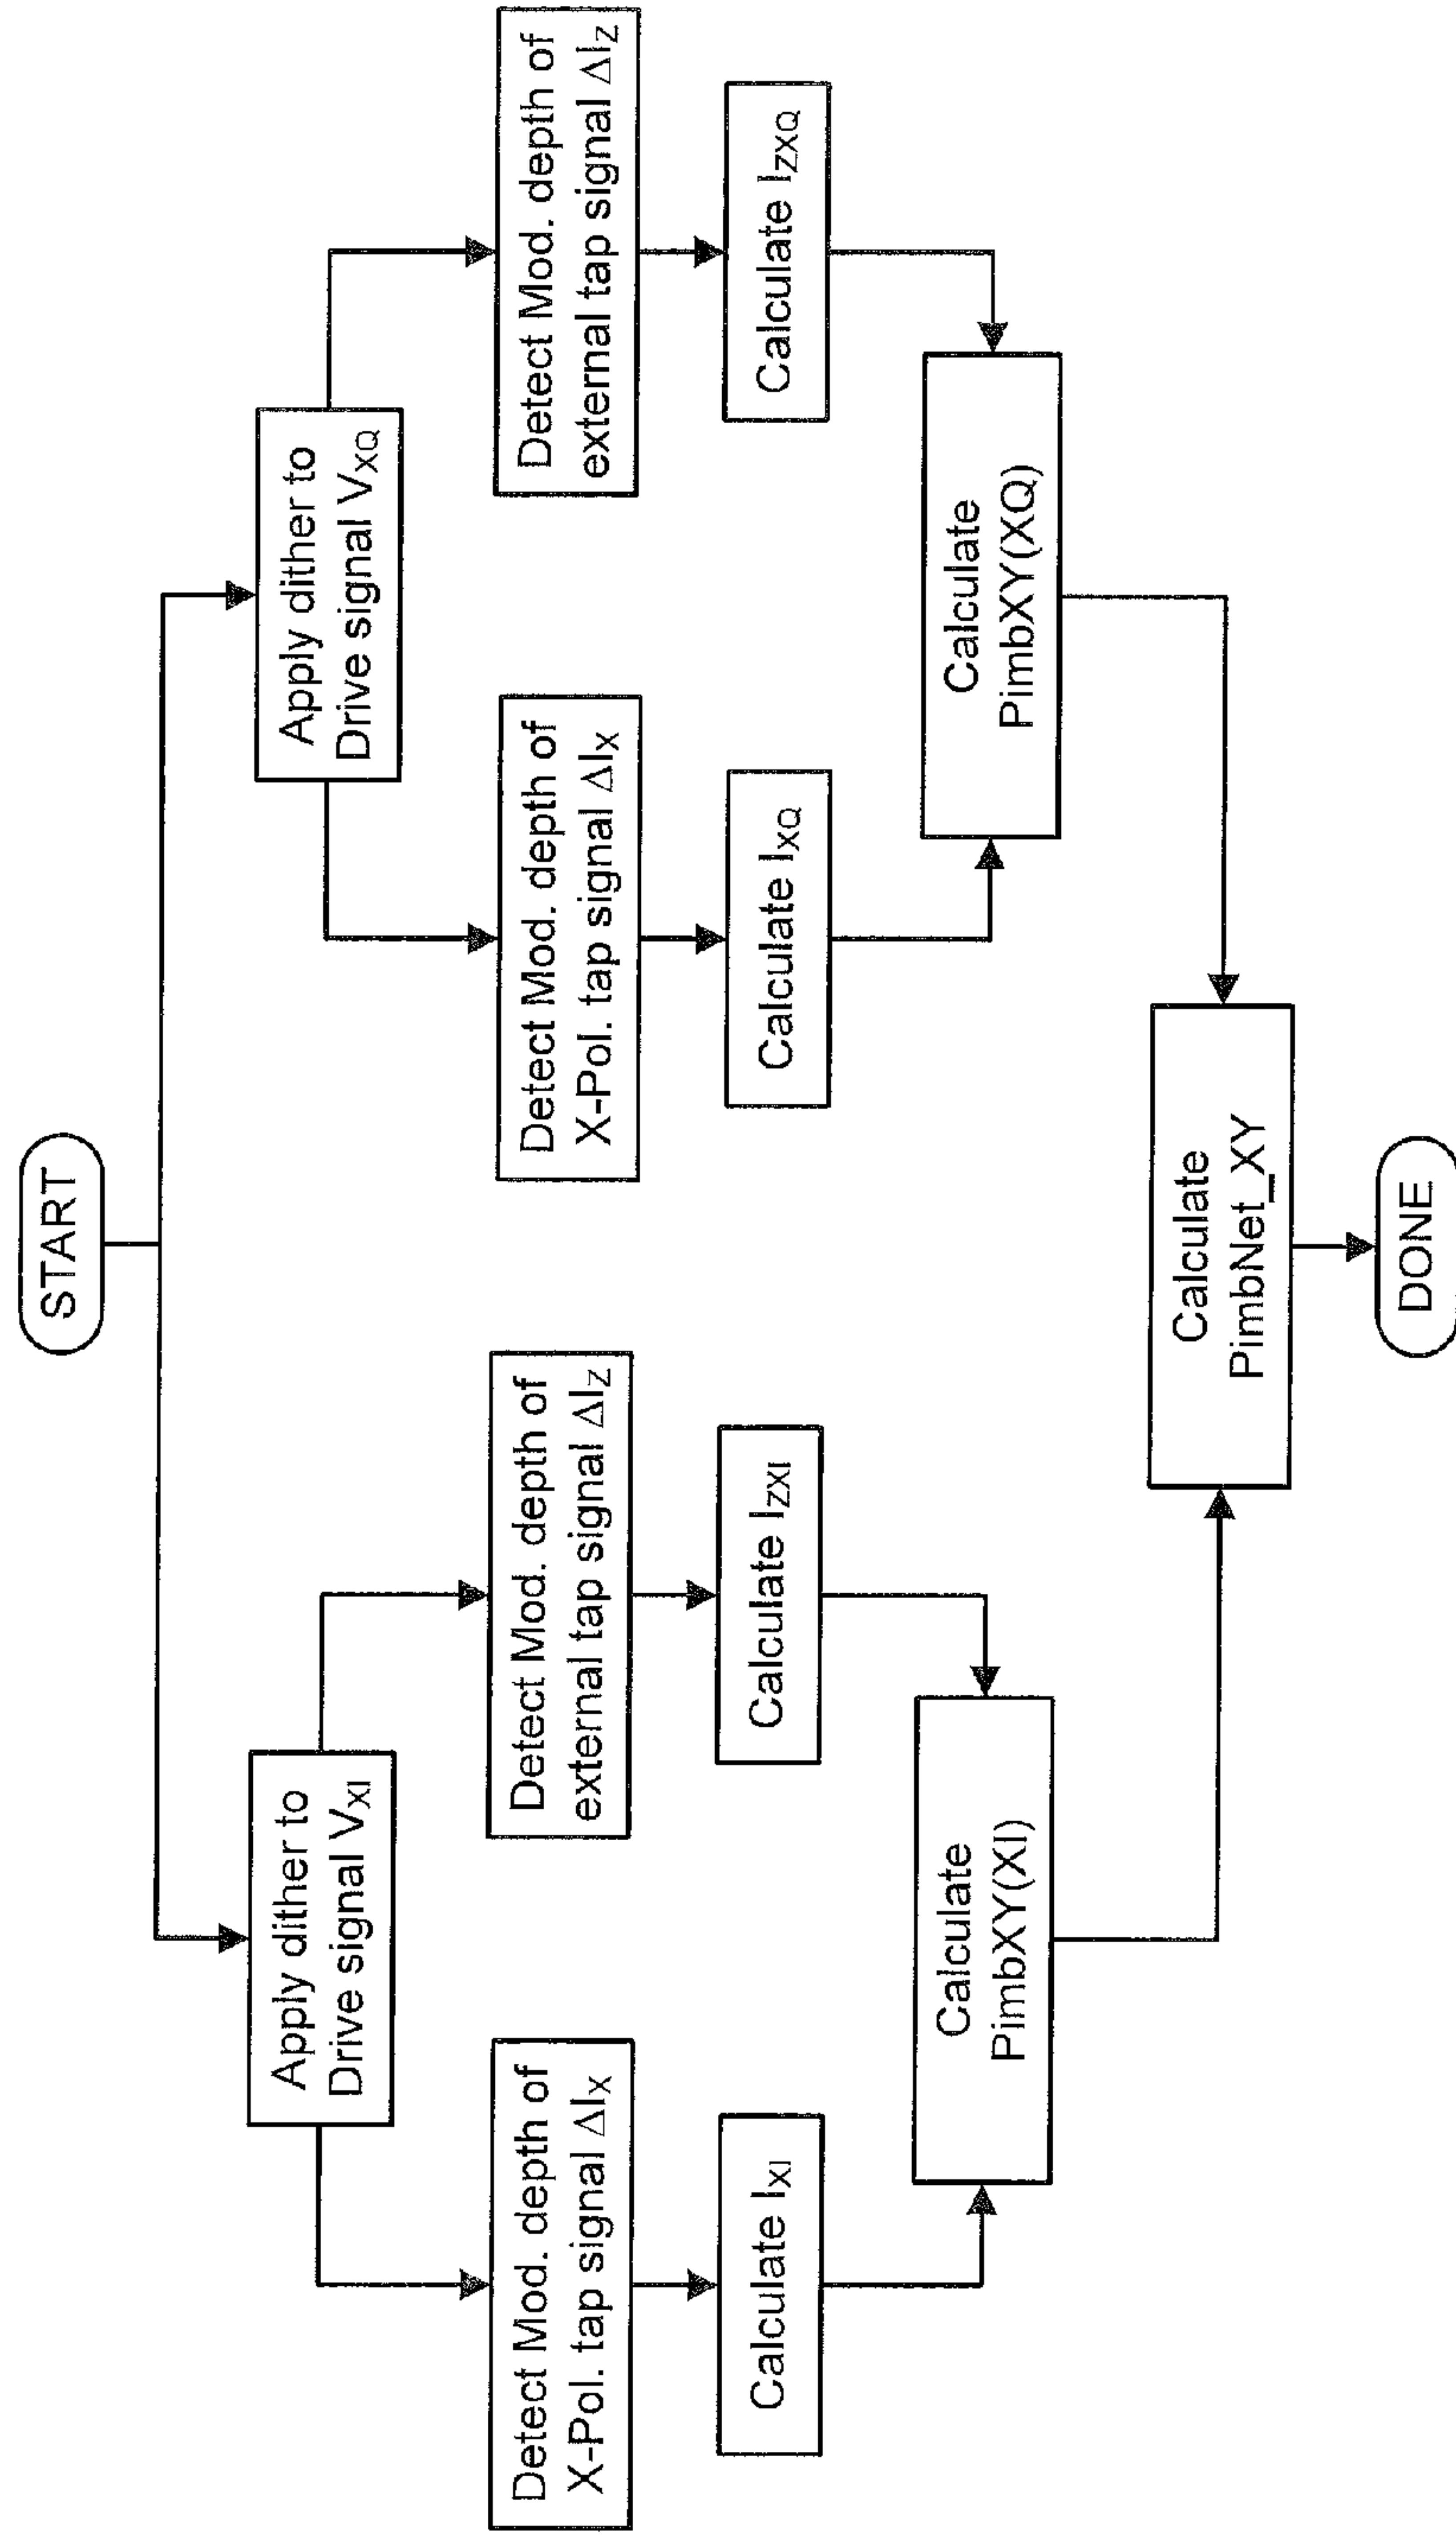 START
Apply dither to
Drive signal V_XI
Apply dither to
Drive signal V_XQ
Detect Mod. depth of
X-Pol. tap signal ΔI_X
Detect Mod. depth of
external tap signal ΔI_Z
Detect Mod. depth of
X-Pol. tap signal ΔI_X
Detect Mod. depth of
external tap signal ΔI_Z
Calculate I_XI
Calculate I_ZXI
Calculate I_XQ
Calculate I_ZXQ
Calculate
PimbXY(XI)
Calculate
PimbXY(XQ)
Calculate
PimbNet_XY
DONE